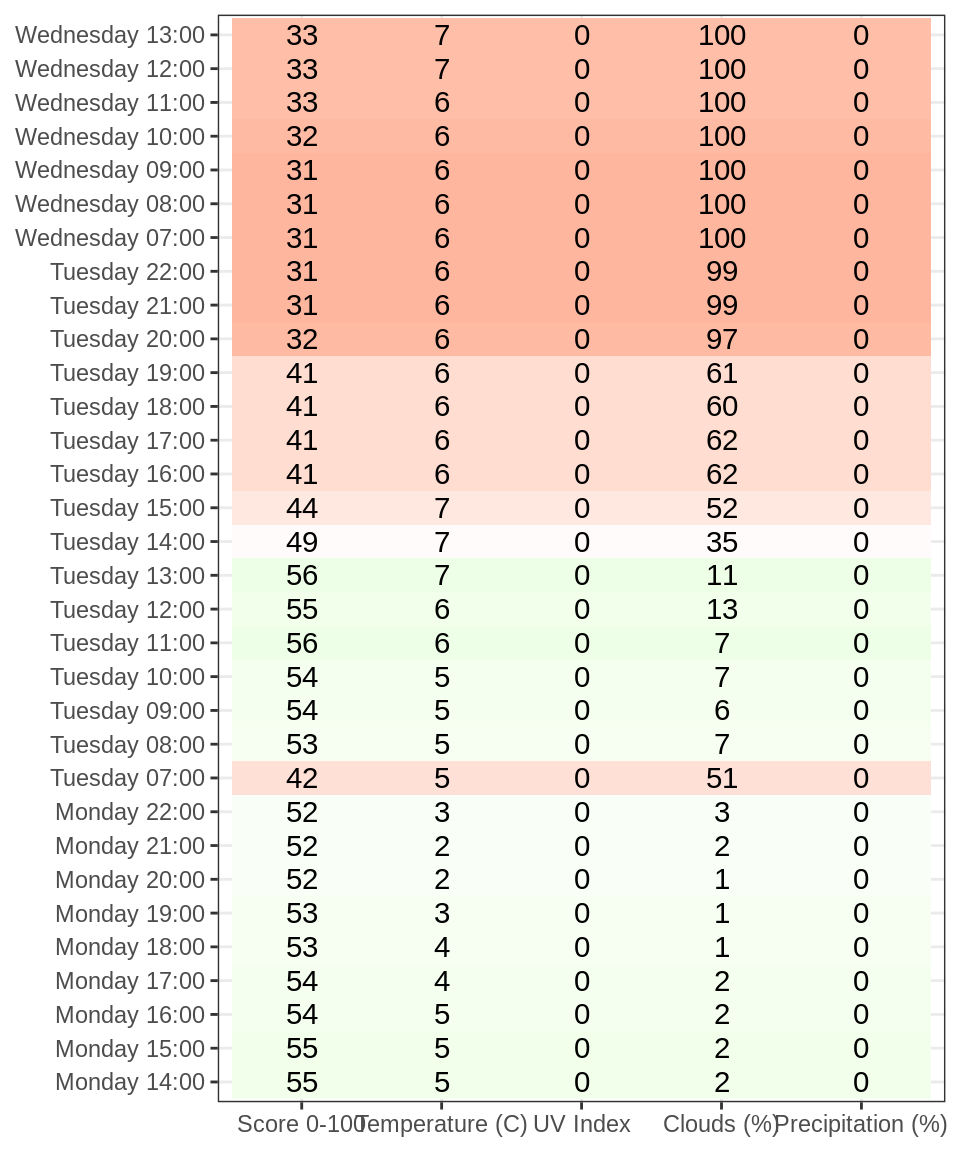 Wednesday 13:00 33 7 0 100 0
Wednesday 12:00 33 7 0 100 0
Wednesday 11:00 33 6 0 100 0
Wednesday 10:00 32 6 0 100 0
Wednesday 09:00 31 6 0 100 0
Wednesday 08:00 31 6 0 100 0
Wednesday 07:00 31 6 0 100 0
Tuesday 22:00 31 6 0 99 0
Tuesday 21:00 31 6 0 99 0
Tuesday 20:00 32 6 0 97 0
Tuesday 19:00 41 6 0 61 0
Tuesday 18:00 41 6 0 60 0
Tuesday 17:00 41 6 0 62 0
Tuesday 16:00 41 6 0 62 0
Tuesday 15:00 44 7 0 52 0
Tuesday 14:00 49 7 0 35 0
Tuesday 13:00 56 7 0 11 0
Tuesday 12:00 55 6 0 13 0
Tuesday 11:00 56 6 0 7 0
Tuesday 10:00 54 5 0 7 0
Tuesday 09:00 54 5 0 6 0
Tuesday 08:00 53 5 0 7 0
Tuesday 07:00 42 5 0 51 0
Monday 22:00 52 3 0 3 0
Monday 21:00 52 2 0 2 0
Monday 20:00 52 2 0 1 0
Monday 19:00 53 3 0 1 0
Monday 18:00 53 4 0 1 0
Monday 17:00 54 4 0 2 0
Monday 16:00 54 5 0 2 0
Monday 15:00 55 5 0 2 0
Monday 14:00 55 5 0 2 0
Score 0-100 Temperature (C) UV Index Clouds (%) Precipitation (%)